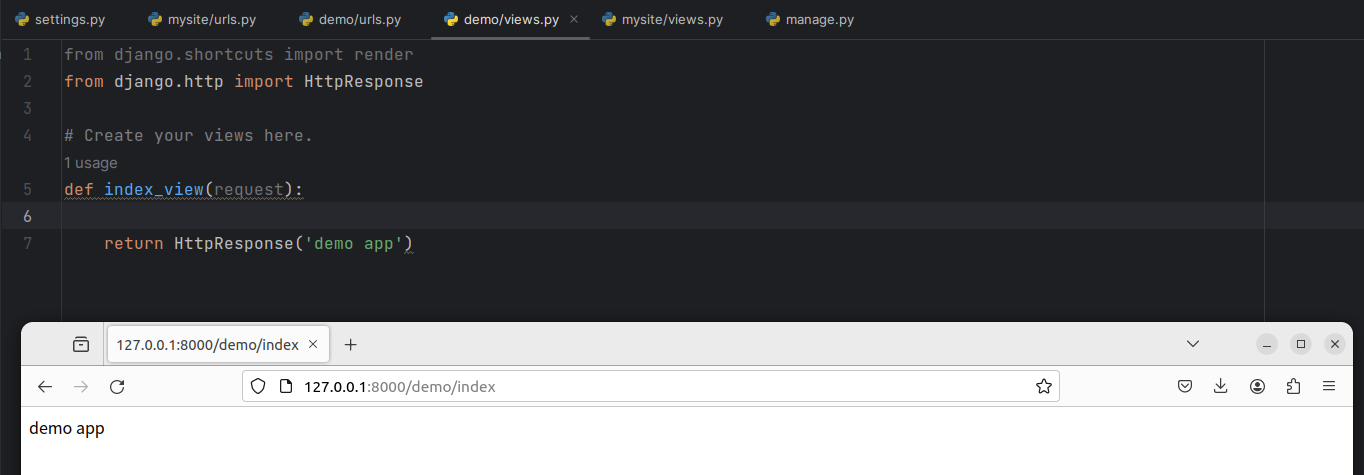 settings.py mysite/urls.py demo/urls.py demo/views.py mysite/views.py manage.py
1 from django.shortcuts import render
2 from django.http import HttpResponse
3
4 # Create your views here.
1 usage
5 def index_view(request):
6
7 return HttpResponse('demo app')
127.0.0.1:8000/demo/index
127.0.0.1:8000/demo/index
demo app